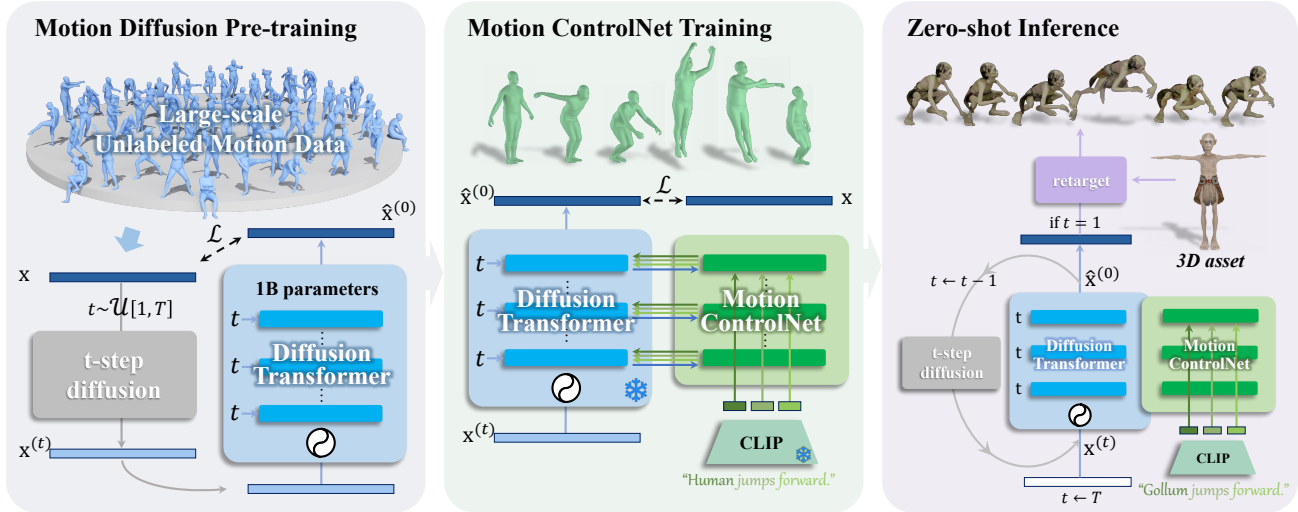 Motion Diffusion Pre-training
Large-scale
Unlabeled Motion Data
x̂⁽⁰⁾
ℒ
x
t~𝒰[1, T]
1B parameters
t
t-step
diffusion
t
Diffusion
Transformer
t
x⁽ᵗ⁾
Motion ControlNet Training
x̂⁽⁰⁾
ℒ
x
t
t
t
Diffusion
Transformer
Motion
ControlNet
x⁽ᵗ⁾
CLIP
"Human jumps forward."
Zero-shot Inference
retarget
if t = 1
3D asset
t ← t − 1
x̂⁽⁰⁾
t
t
t
Diffusion
Transformer
Motion
ControlNet
t-step
diffusion
x⁽ᵗ⁾
t ← T
CLIP
"Gollum jumps forward."